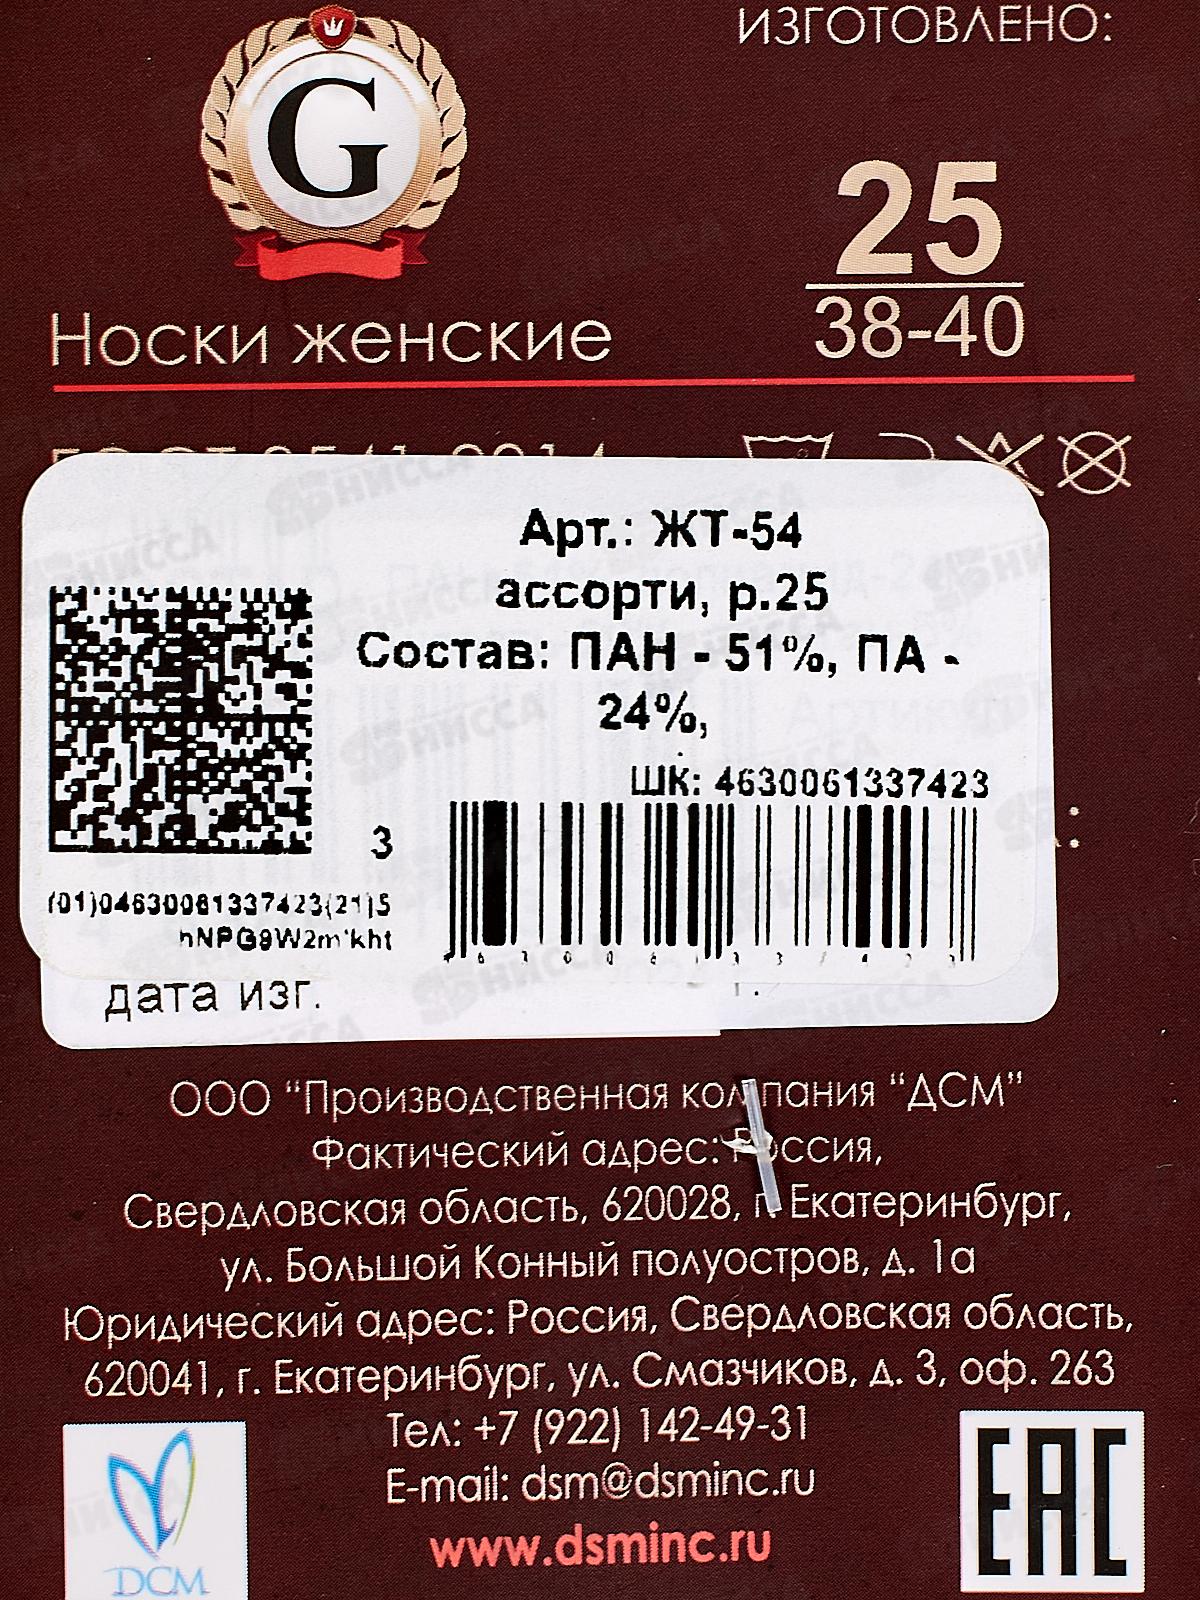 ИЗГОТОВЛЕНО:
G
25
38-40
Носки женские
Арт.: ЖТ-54
ассорти, р.25
Состав: ПАН - 51%, ПА -
24%,
ШК: 4630061337423
3
(01)04630061337423(21)5
hNPG9W2m'kht
дата изг.
ООО “Производственная компания “ДСМ”
Фактический адрес: Россия,
Свердловская область, 620028, г. Екатеринбург,
ул. Большой Конный полуостров, д. 1а
Юридический адрес: Россия, Свердловская область,
620041, г. Екатеринбург, ул. Смазчиков, д. 3, оф. 263
Тел: +7 (922) 142-49-31
E-mail: dsm@dsminc.ru
www.dsminc.ru
ДСМ
EAC